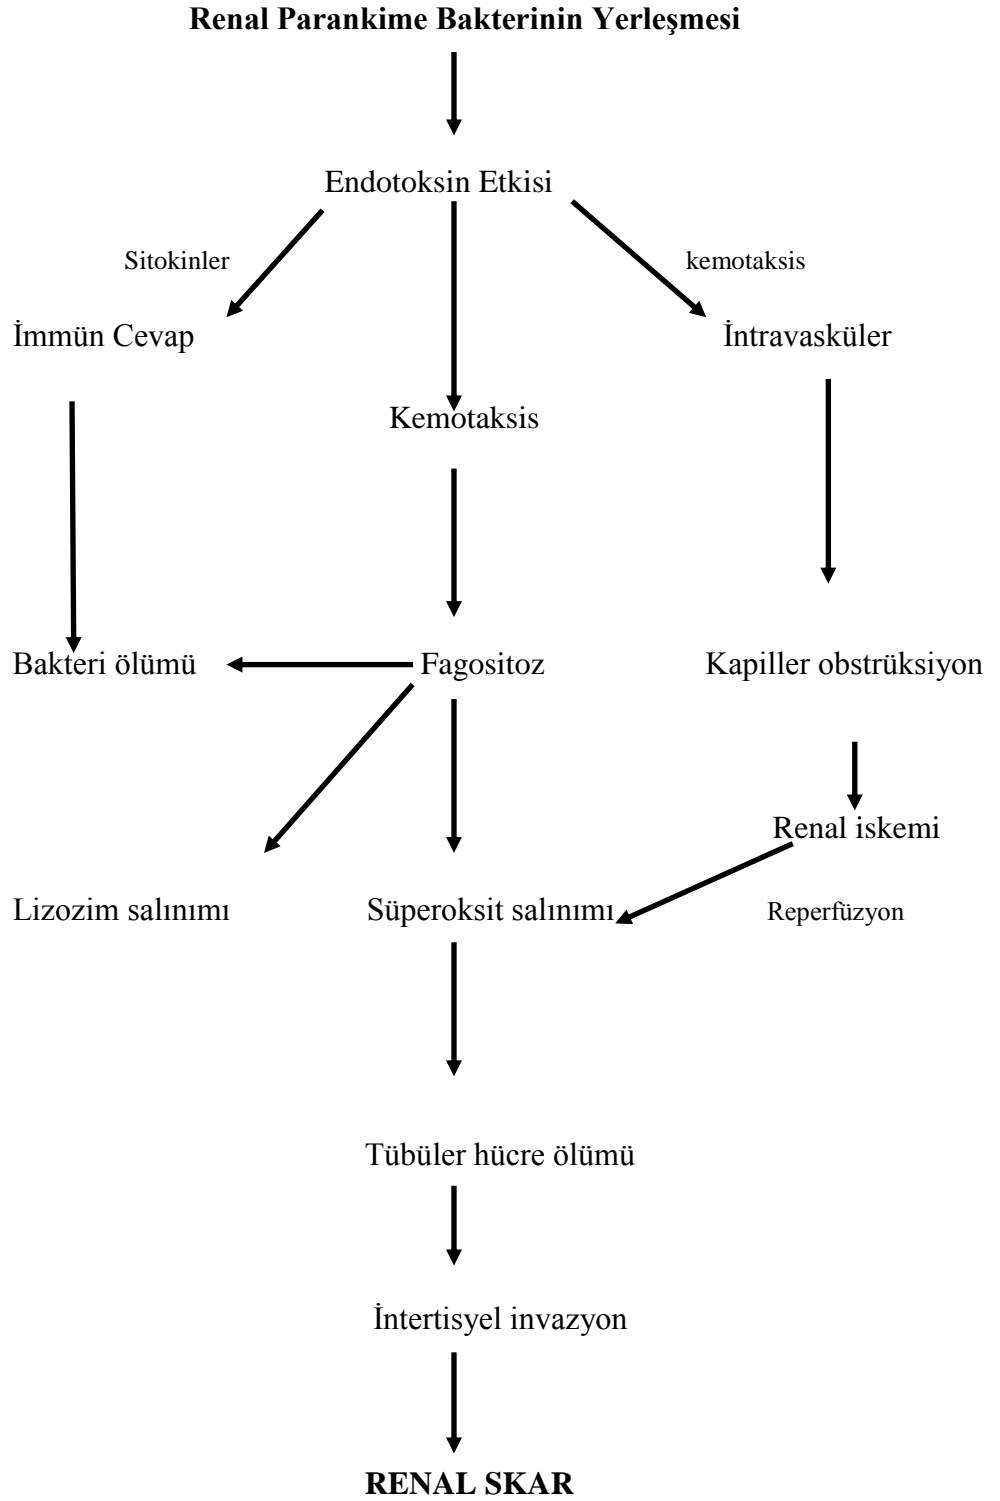 Renal Parankime Bakterinin Yerleşmesi
Endotoksin Etkisi
Sitokinler
kemotaksis
İmmün Cevap
İntravasküler
Kemotaksis
Bakteri ölümü
Fagositoz
Kapiller obstrüksiyon
Renal iskemi
Lizozim salınımı
Süperoksit salınımı
Reperfüzyon
Tübüler hücre ölümü
İntertisyel invazyon
RENAL SKAR